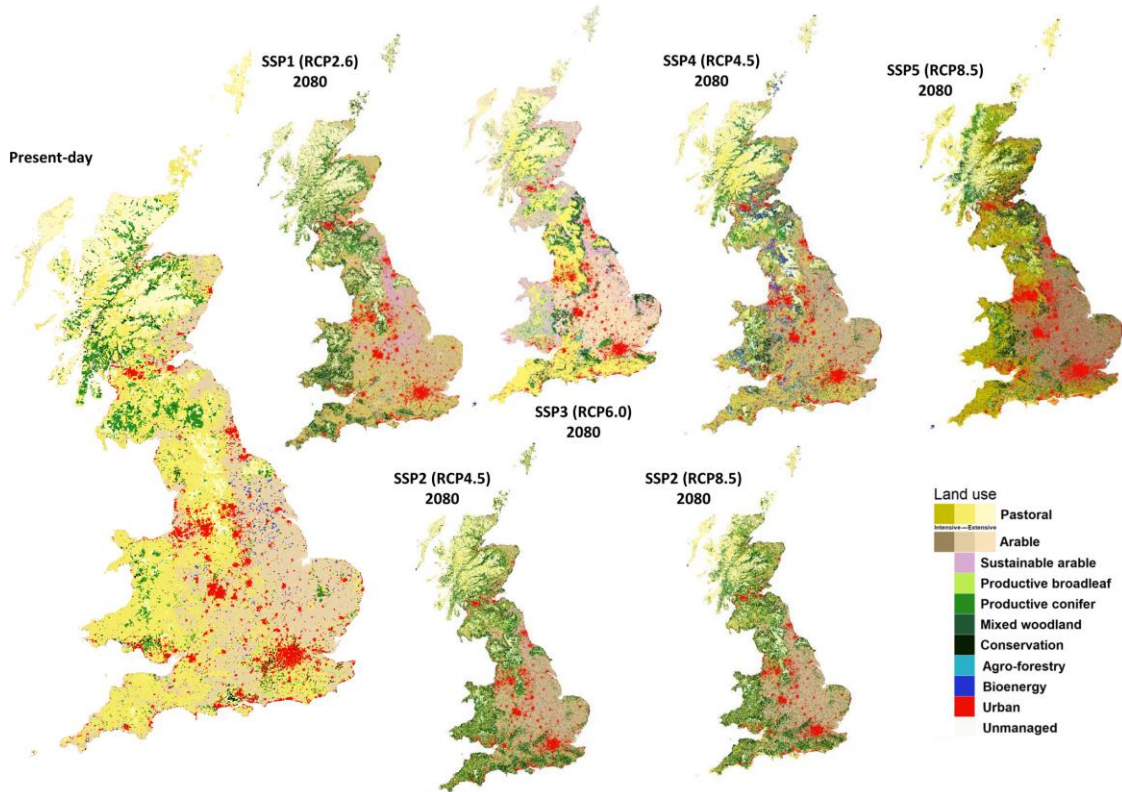 Present-day
SSP1 (RCP2.6)
2080
SSP3 (RCP6.0)
2080
SSP4 (RCP4.5)
2080
SSP5 (RCP8.5)
2080
SSP2 (RCP4.5)
2080
SSP2 (RCP8.5)
2080
Land use
Pastoral
Intensive — Extensive
Arable
Sustainable arable
Productive broadleaf
Productive conifer
Mixed woodland
Conservation
Agro-forestry
Bioenergy
Urban
Unmanaged